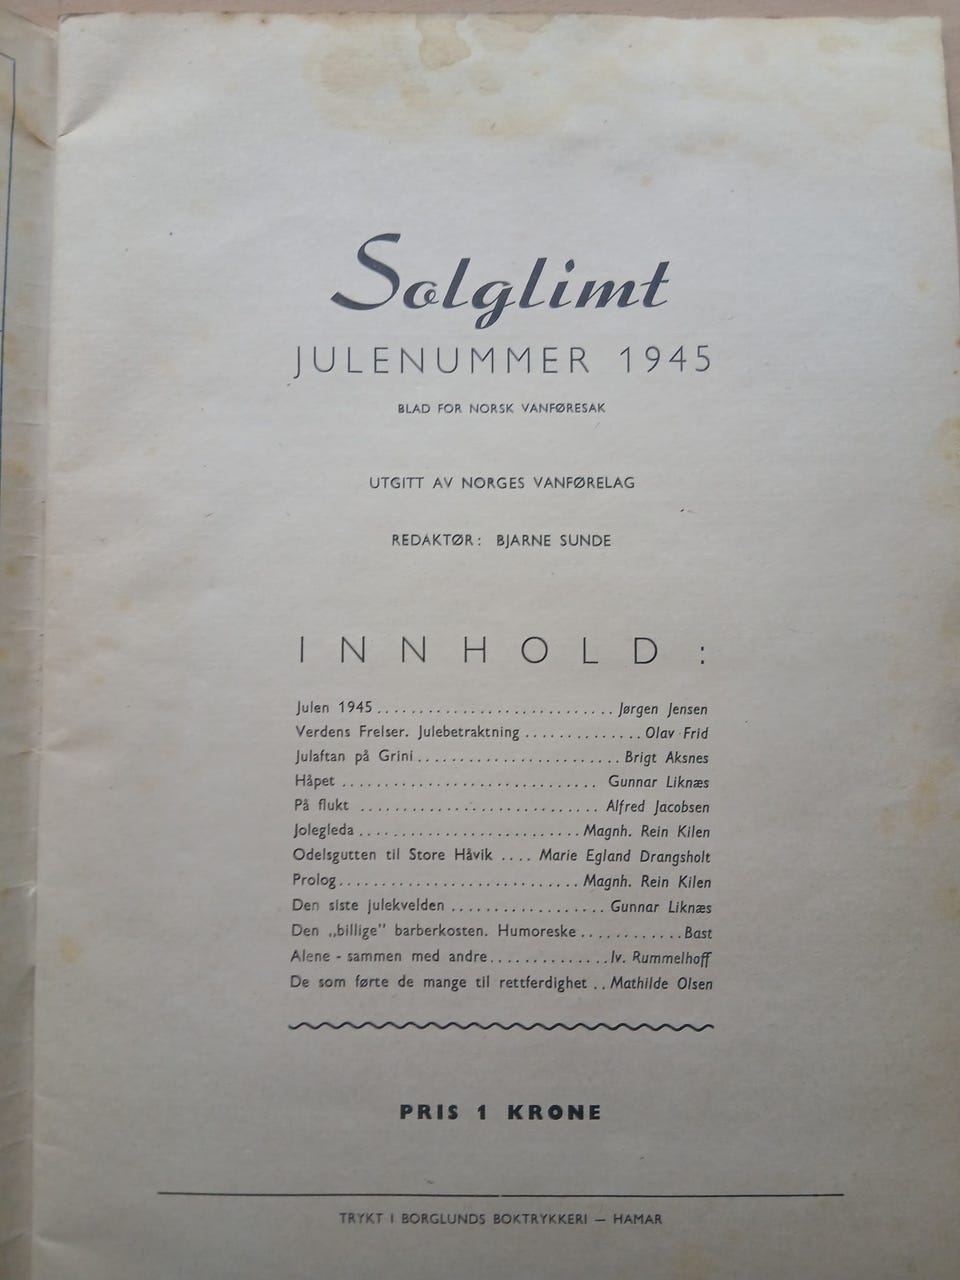 Solglimt
JULENUMMER 1945
BLAD FOR NORSK VANFØRESAK
UTGITT AV NORGES VANFØRELAG
REDAKTØR: BJARNE SUNDE
INNHOLD:
Julen 1945 ............................ Jørgen Jensen
Verdens Frelser. Julebetraktning .............. Olav Frid
Julaftan på Grini ........................ Brigt Aksnes
Håpet .............................. Gunnar Liknæs
På flukt ............................ Alfred Jacobsen
Jolegleda .......................... Magnh. Rein Kilen
Odelsgutten til Store Håvik .... Marie Egland Drangsholt
Prolog ............................ Magnh. Rein Kilen
Den siste julekvelden .................. Gunnar Liknæs
Den „billige" barberkosten. Humoreske ............ Bast
Alene - sammen med andre .............. Iv. Rummelhoff
De som førte de mange til rettferdighet .. Mathilde Olsen
PRIS 1 KRONE
TRYKT I BORGLUNDS BOKTRYKKERI — HAMAR